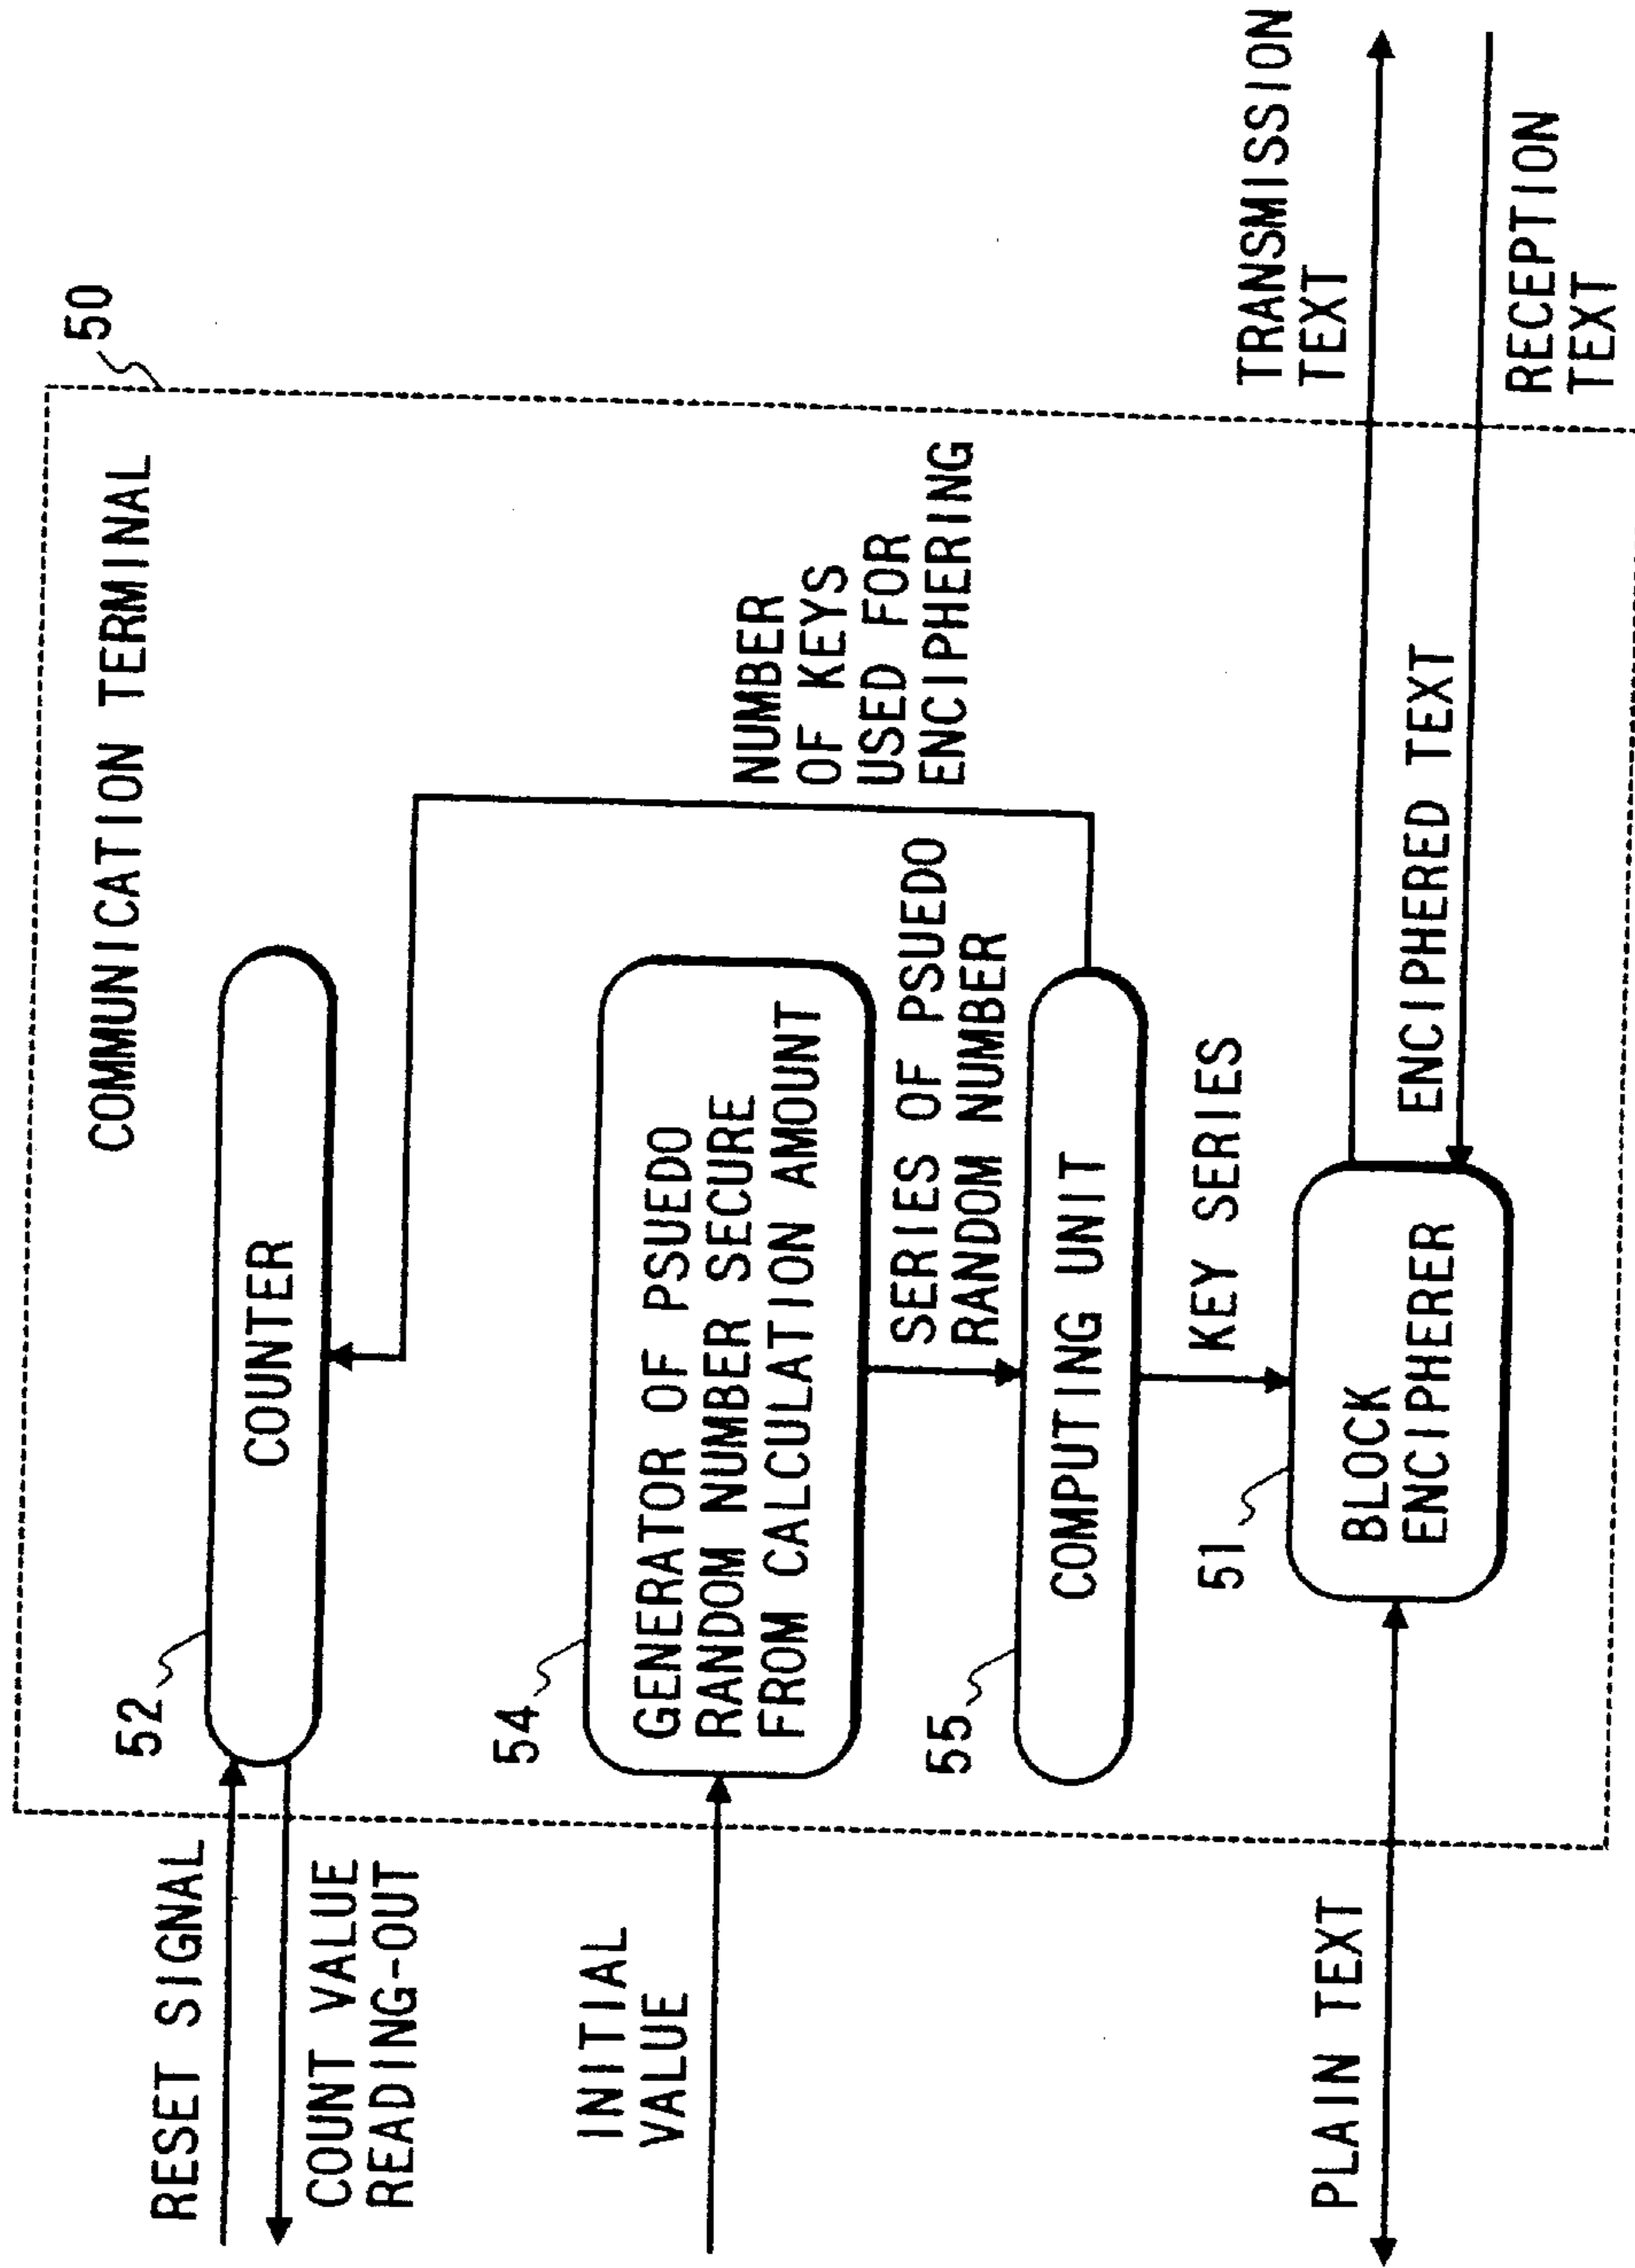 50
COMMUNICATION TERMINAL
RESET SIGNAL
COUNT VALUE
READING-OUT
52
COUNTER
NUMBER
OF KEYS
USED FOR
ENCIPHERING
INITIAL
VALUE
54
GENERATOR OF PSUEDO
RANDOM NUMBER SECURE
FROM CALCULATION AMOUNT
SERIES OF PSUEDO
RANDOM NUMBER
55
COMPUTING UNIT
KEY SERIES
51
BLOCK
ENCIPHERER
PLAIN TEXT
ENCIPHERED TEXT
TRANSMISSION
TEXT
RECEPTION
TEXT